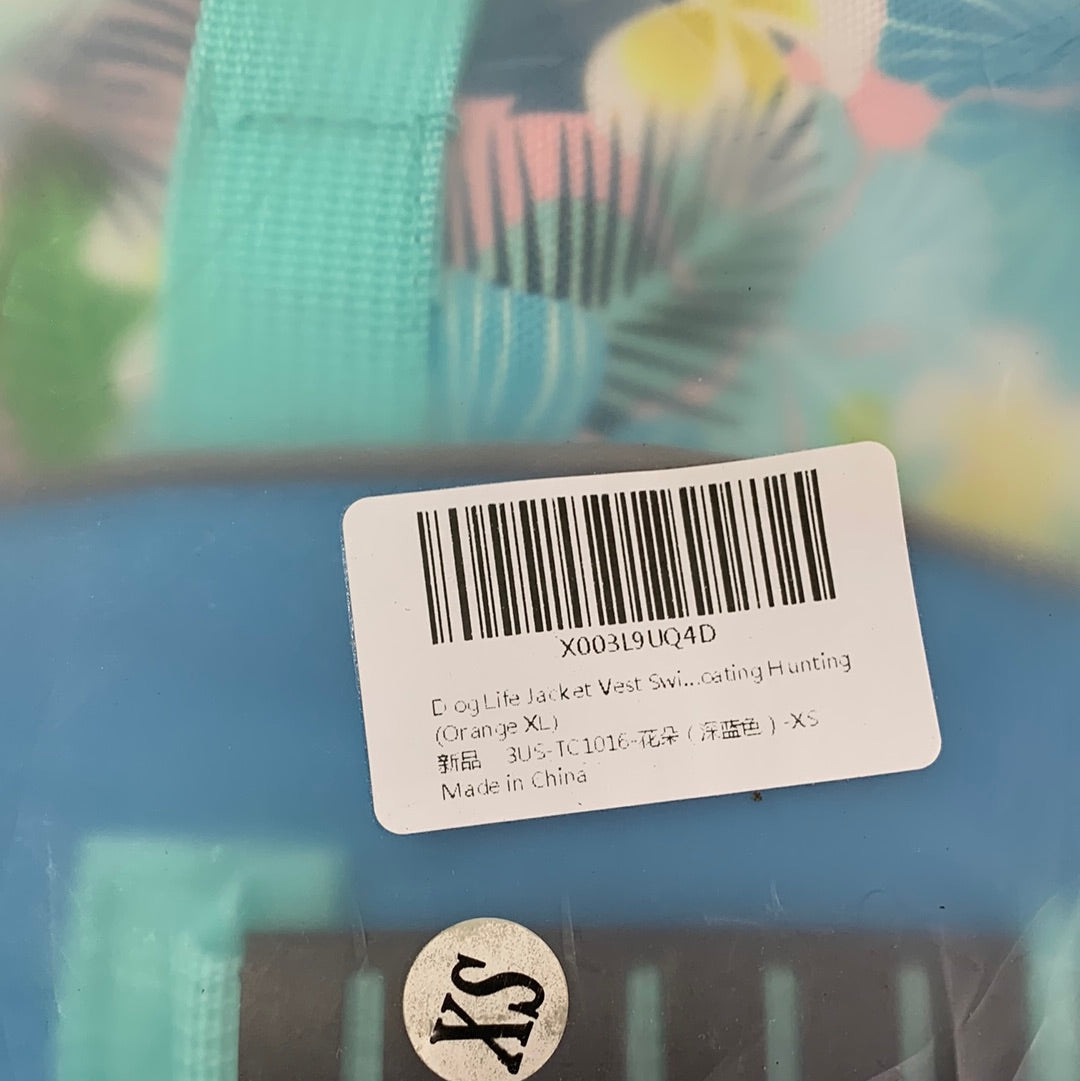 X003L9UQ4D
Dog Life Jacket Vest Swi...oating Hunting
(Orange XL)
新品 3US-TC1016-花朵（深蓝色）-XS
Made in China
XS